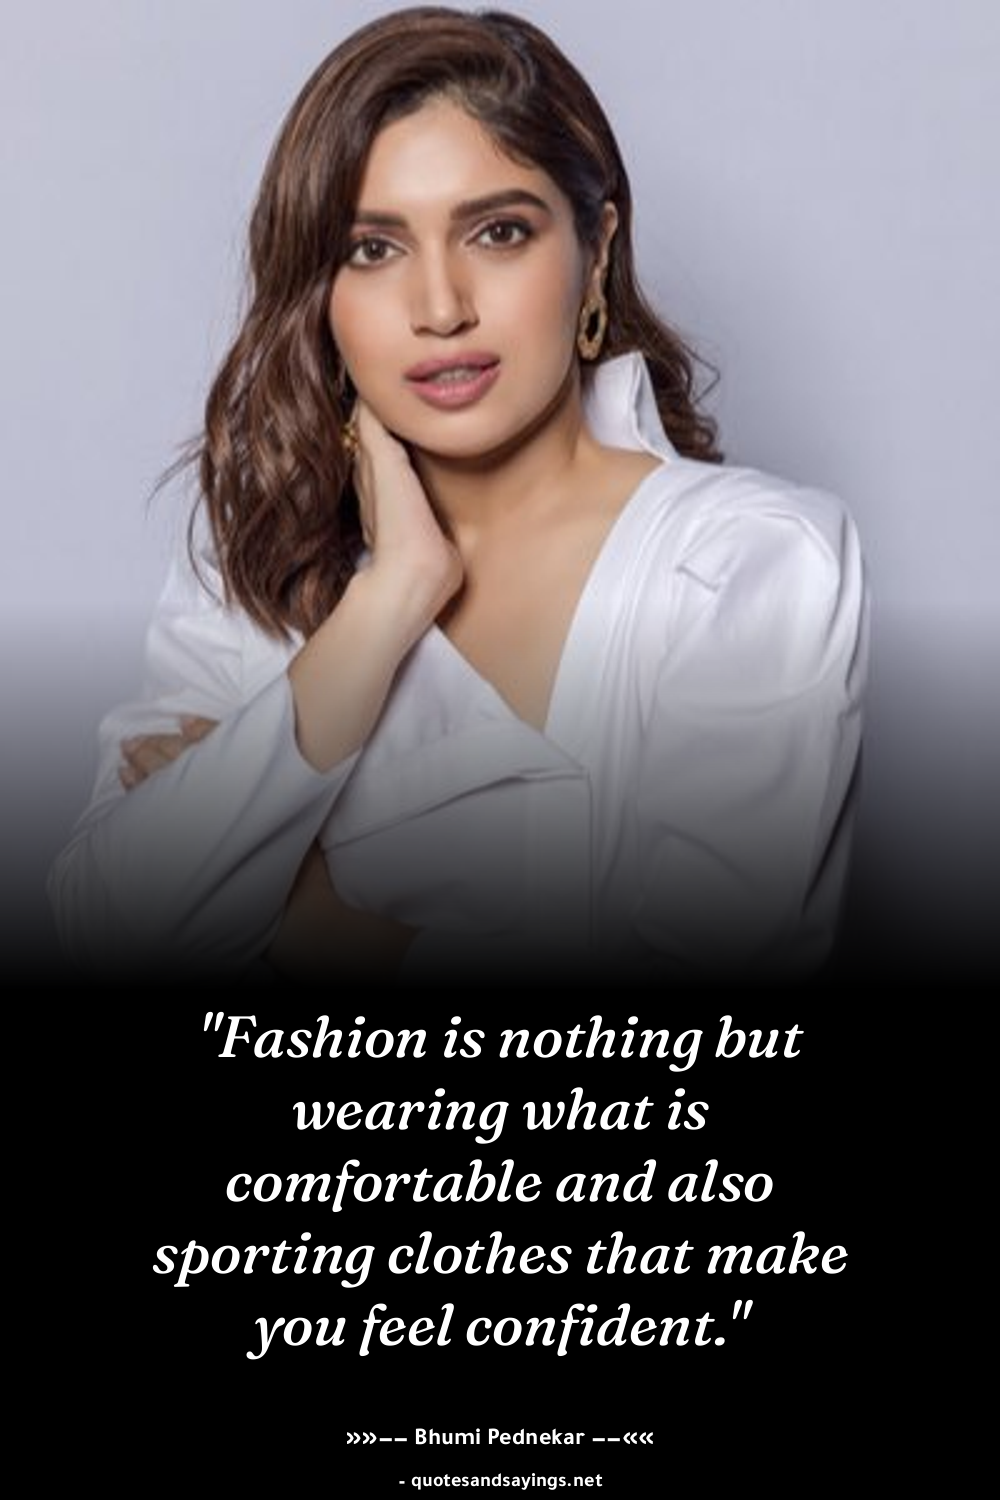 "Fashion is nothing but
wearing what is
comfortable and also
sporting clothes that make
you feel confident."
»»−− Bhumi Pednekar −−««
- quotesandsayings.net